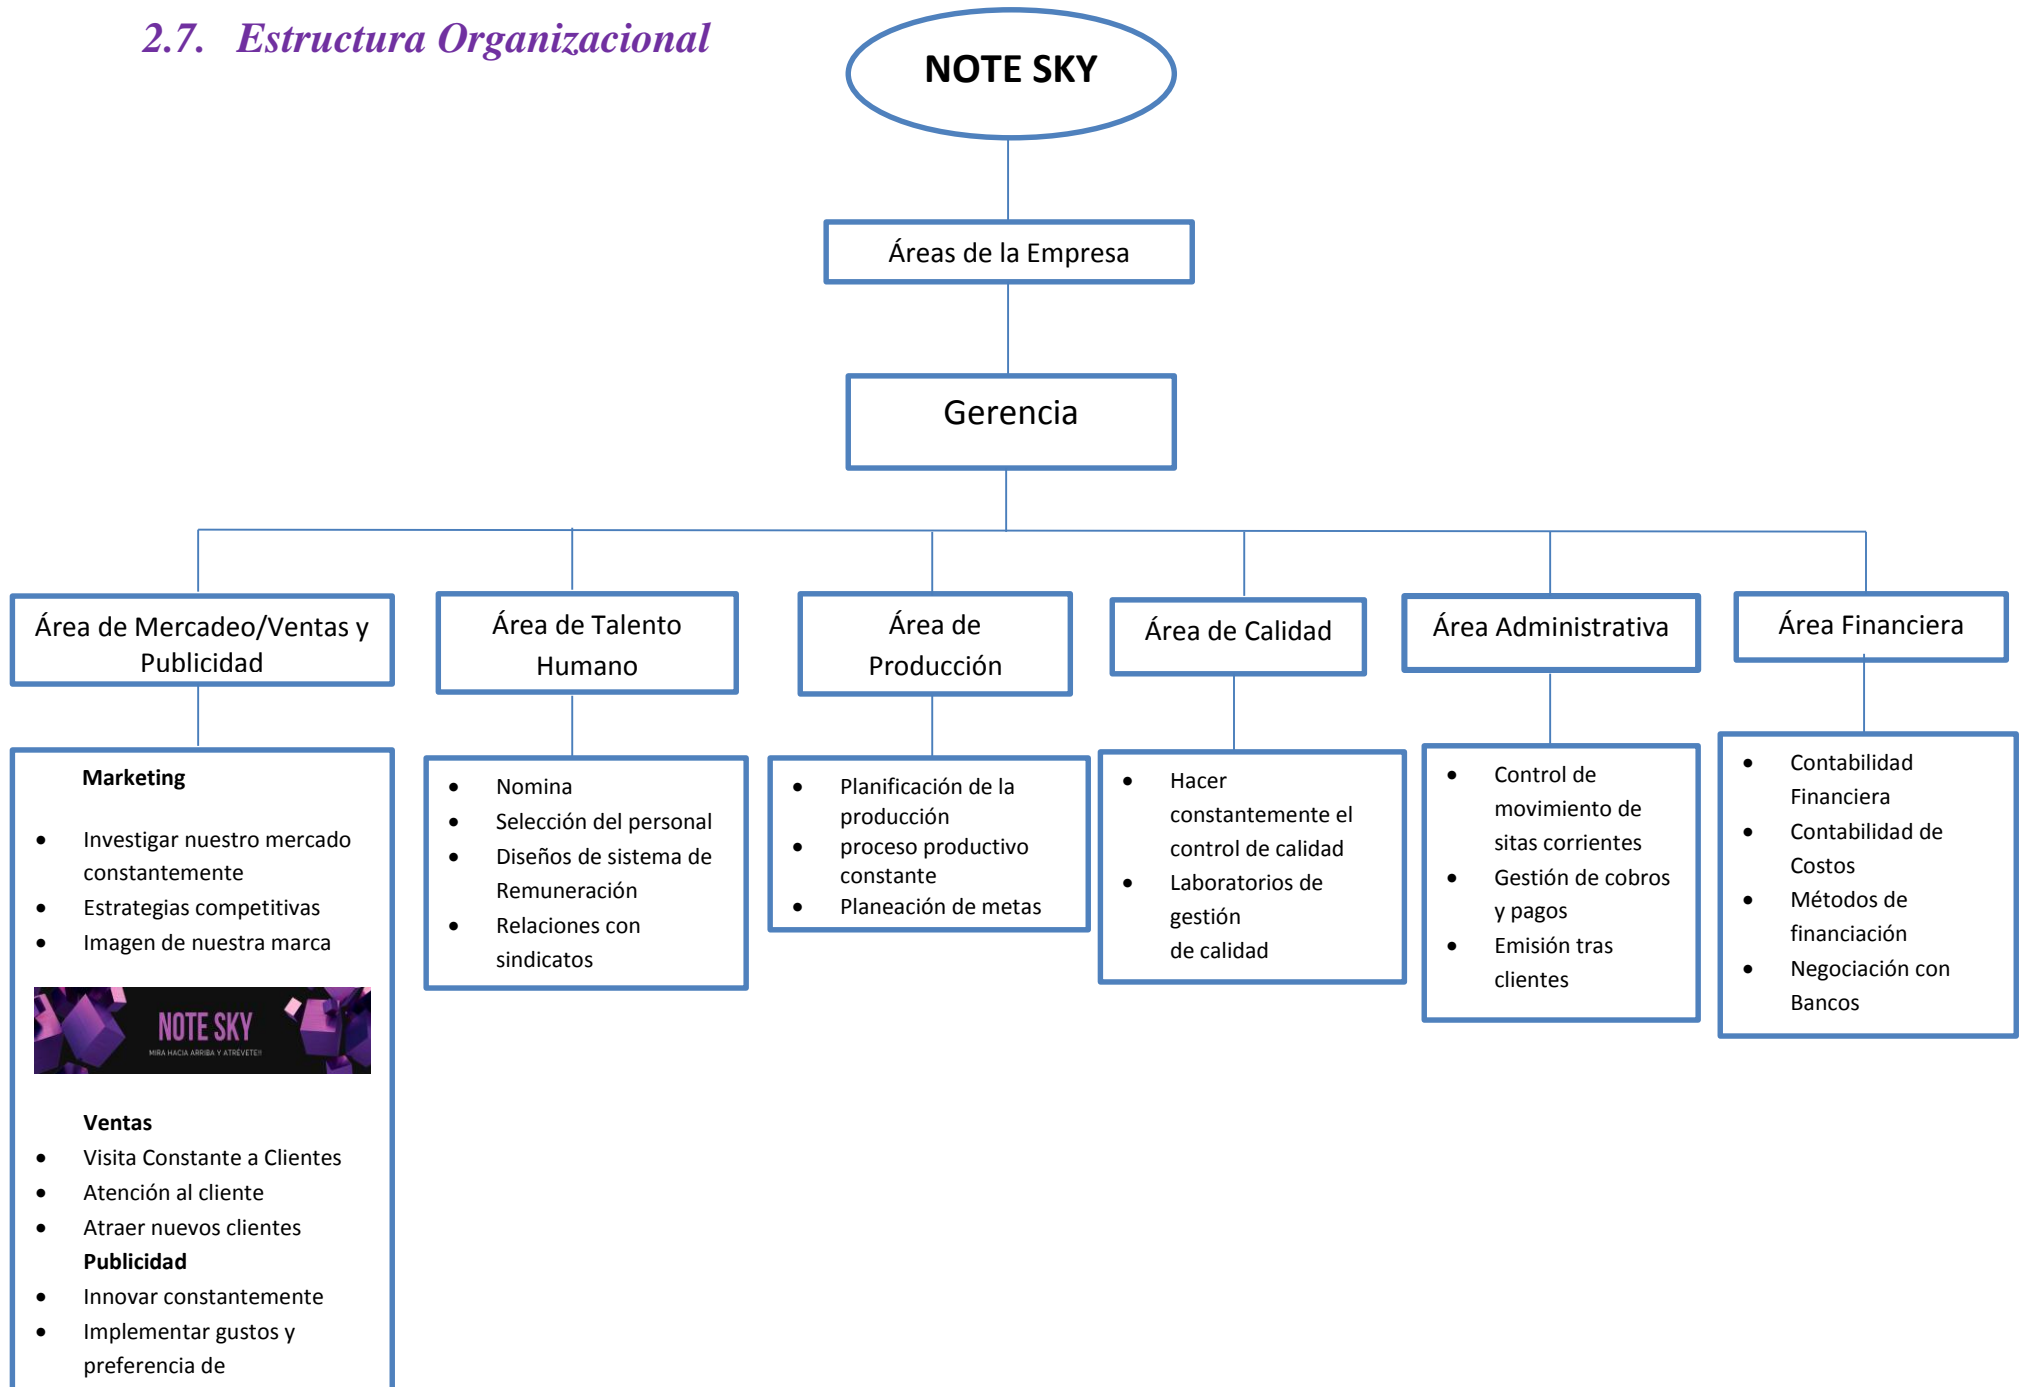 2.7. Estructura Organizacional
NOTE SKY
Áreas de la Empresa
Gerencia
Área de Mercadeo/Ventas y
Publicidad
Área de Talento
Humano
Área de
Producción
Área de Calidad
Área Administrativa
Área Financiera
Marketing
• Investigar nuestro mercado
constantemente
• Estrategias competitivas
• Imagen de nuestra marca
NOTE SKY
MIRA HACIA ARRIBA Y ATRÉVETE!!
Ventas
• Visita Constante a Clientes
• Atención al cliente
• Atraer nuevos clientes
Publicidad
• Innovar constantemente
• Implementar gustos y
preferencia de
• Nomina
• Selección del personal
• Diseños de sistema de
Remuneración
• Relaciones con
sindicatos
• Planificación de la
producción
• proceso productivo
constante
• Planeación de metas
• Hacer
constantemente el
control de calidad
• Laboratorios de
gestión
de calidad
• Control de
movimiento de
sitas corrientes
• Gestión de cobros
y pagos
• Emisión tras
clientes
• Contabilidad
Financiera
• Contabilidad de
Costos
• Métodos de
financiación
• Negociación con
Bancos